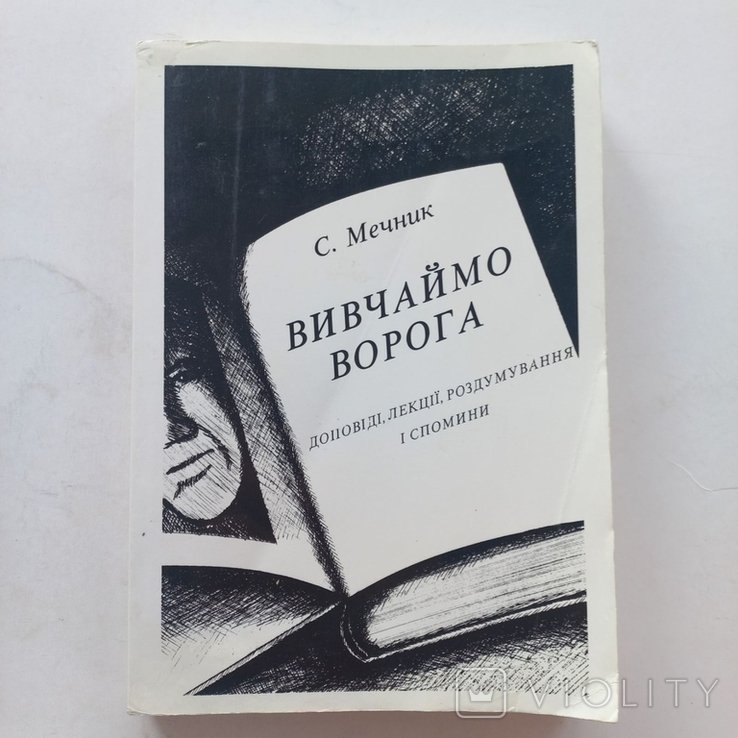 С. Мечник
ВИВЧАЙМО
ВОРОГА
ДОПОВІДІ, ЛЕКЦІЇ, РОЗДУМУВАННЯ
І СПОМИНИ
VIOLITY